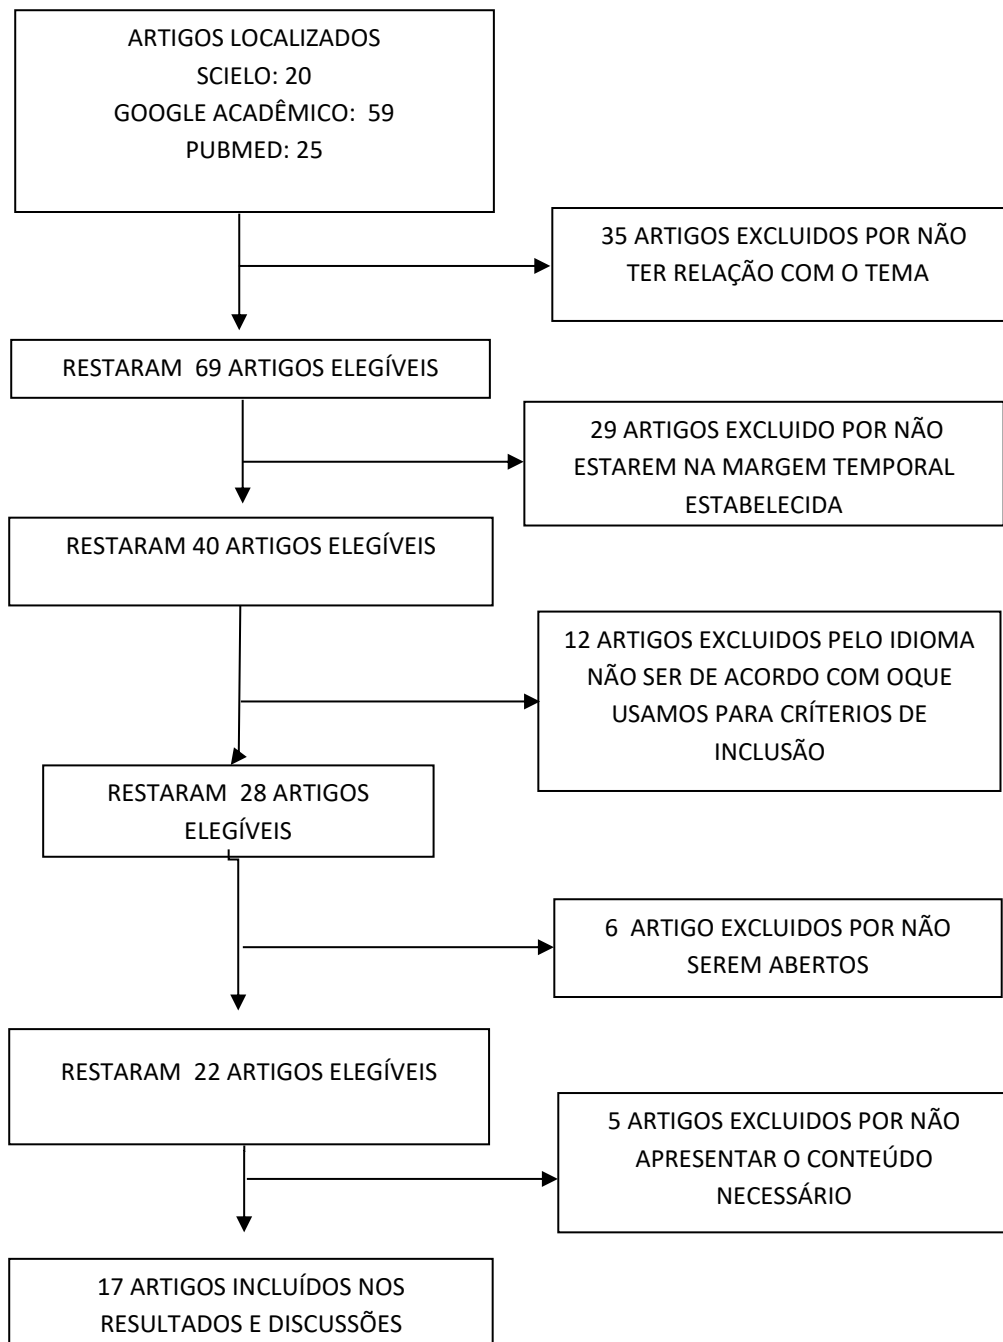 ARTIGOS LOCALIZADOS
SCIELO: 20
GOOGLE ACADÊMICO: 59
PUBMED: 25
35 ARTIGOS EXCLUIDOS POR NÃO
TER RELAÇÃO COM O TEMA
RESTARAM 69 ARTIGOS ELEGÍVEIS
29 ARTIGOS EXCLUIDO POR NÃO
ESTAREM NA MARGEM TEMPORAL
ESTABELECIDA
RESTARAM 40 ARTIGOS ELEGÍVEIS
12 ARTIGOS EXCLUIDOS PELO IDIOMA
NÃO SER DE ACORDO COM OQUE
USAMOS PARA CRÍTERIOS DE
INCLUSÃO
RESTARAM 28 ARTIGOS
ELEGÍVEIS
6 ARTIGO EXCLUIDOS POR NÃO
SEREM ABERTOS
RESTARAM 22 ARTIGOS ELEGÍVEIS
5 ARTIGOS EXCLUIDOS POR NÃO
APRESENTAR O CONTEÚDO
NECESSÁRIO
17 ARTIGOS INCLUÍDOS NOS
RESULTADOS E DISCUSSÕES